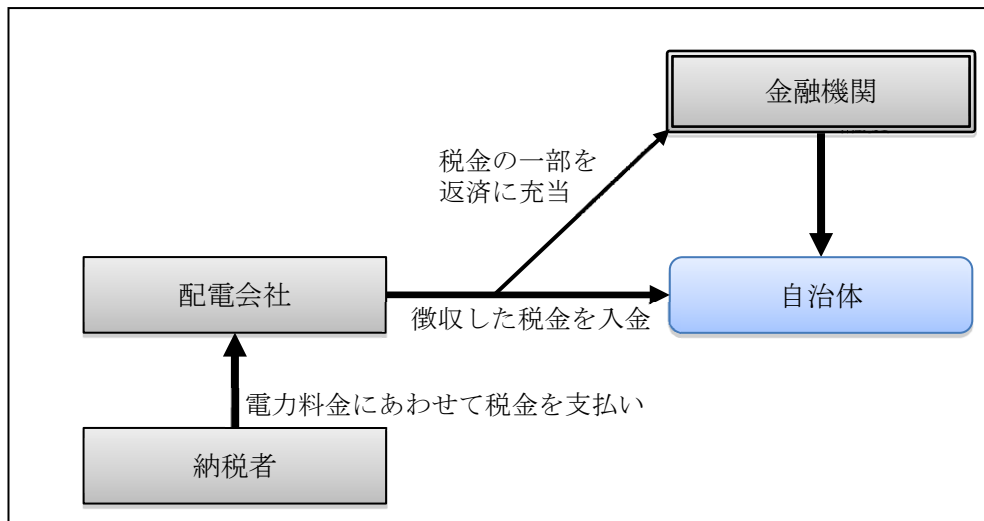 金融機関
税金の一部を
返済に充当
配電会社
自治体
徴収した税金を入金
電力料金にあわせて税金を支払い
納税者